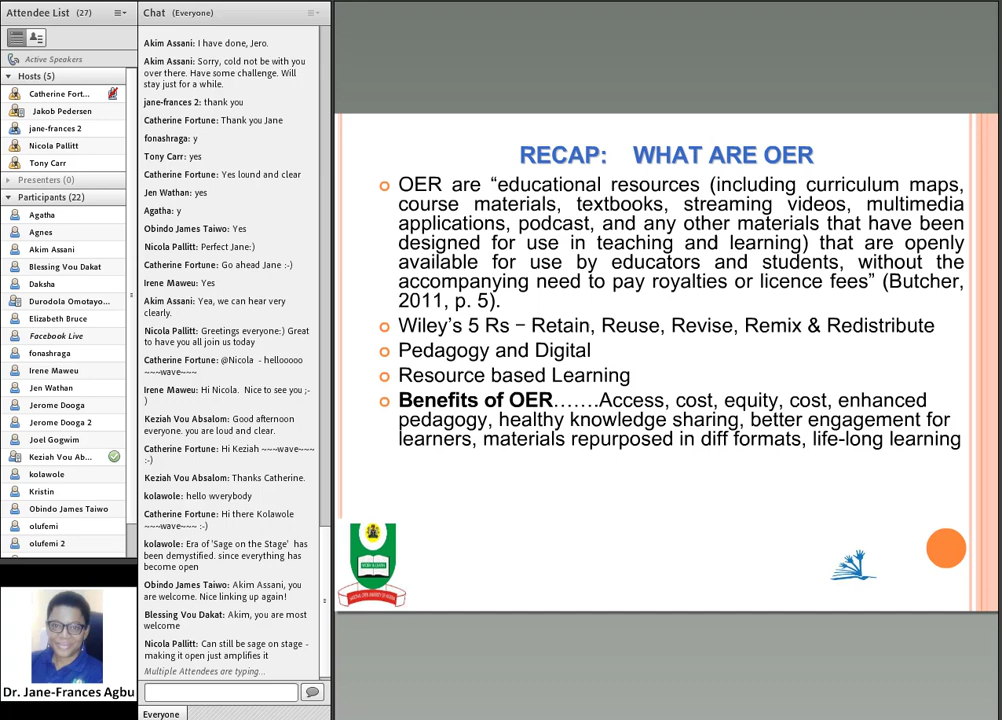 Attendee List (27)
Active Speakers
Hosts (5)
Catherine Fort...
Jakob Pedersen
jane-frances 2
Nicola Pallitt
Tony Carr
Presenters (0)
Participants (22)
Agatha
Agnes
Akim Assani
Blessing Vou Dakat
Daksha
Durodola Omotayo...
Elizabeth Bruce
Facebook Live
fonashraga
Irene Maweu
Jen Wathan
Jerome Dooga
Jerome Dooga 2
Joel Gogwim
Keziah Vou Ab...
kolawole
Kristin
Obindo James Taiwo
olufemi
olufemi 2
Dr. Jane-Frances Agbu
Chat (Everyone)
Akim Assani: I have done, Jero.
Akim Assani: Sorry, cold not be with you
over there. Have some challenge. Will
stay just for a while.
jane-frances 2: thank you
Catherine Fortune: Thank you Jane
fonashraga: y
Tony Carr: yes
Catherine Fortune: Yes lound and clear
Jen Wathan: yes
Agatha: y
Obindo James Taiwo: Yes
Nicola Pallitt: Perfect Jane:)
Catherine Fortune: Go ahead Jane :-)
Irene Maweu: Yes
Akim Assani: Yea, we can hear very
clearly.
Nicola Pallitt: Greetings everyone:) Great
to have you all join us today
Catherine Fortune: @Nicola - hellooooo
~~~wave~~~
Irene Maweu: Hi Nicola. Nice to see you ;-
)
Keziah Vou Absalom: Good afternoon
everyone. you are loud and clear.
Catherine Fortune: Hi Keziah ~~~wave~~~
:-)
Keziah Vou Absalom: Thanks Catherine.
kolawole: hello wverybody
Catherine Fortune: Hi there Kolawole
~~~wave~~~ :-)
kolawole: Era of 'Sage on the Stage' has
been demystified. since everything has
become open
Obindo James Taiwo: Akim Assani, you
are welcome. Nice linking up again!
Blessing Vou Dakat: Akim, you are most
welcome
Nicola Pallitt: Can still be sage on stage -
making it open just amplifies it
Multiple Attendees are typing...
Everyone
RECAP: WHAT ARE OER
OER are “educational resources (including curriculum maps,
course materials, textbooks, streaming videos, multimedia
applications, podcast, and any other materials that have been
designed for use in teaching and learning) that are openly
available for use by educators and students, without the
accompanying need to pay royalties or licence fees” (Butcher,
2011, p. 5).
Wiley’s 5 Rs – Retain, Reuse, Revise, Remix & Redistribute
Pedagogy and Digital
Resource based Learning
Benefits of OER.......Access, cost, equity, cost, enhanced
pedagogy, healthy knowledge sharing, better engagement for
learners, materials repurposed in diff formats, life-long learning